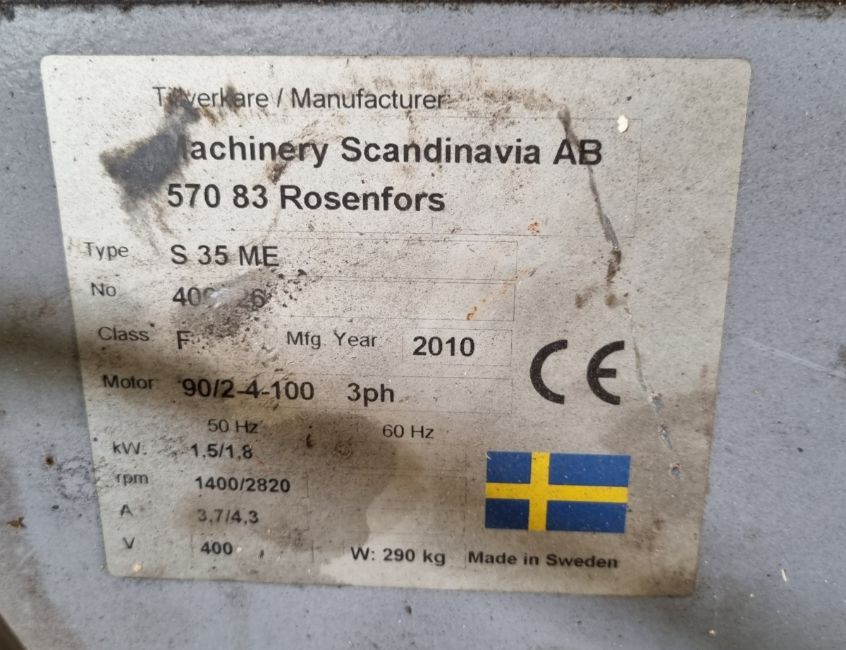 Tillverkare / Manufacturer
Machinery Scandinavia AB
570 83 Rosenfors
Type S 35 ME
No
Class F Mfg Year 2010
Motor 90/2-4-100 3ph
50 Hz 60 Hz
kW. 1,5/1,8
rpm 1400/2820
A 3,7/4,3
V 400 W: 290 kg Made in Sweden
CE